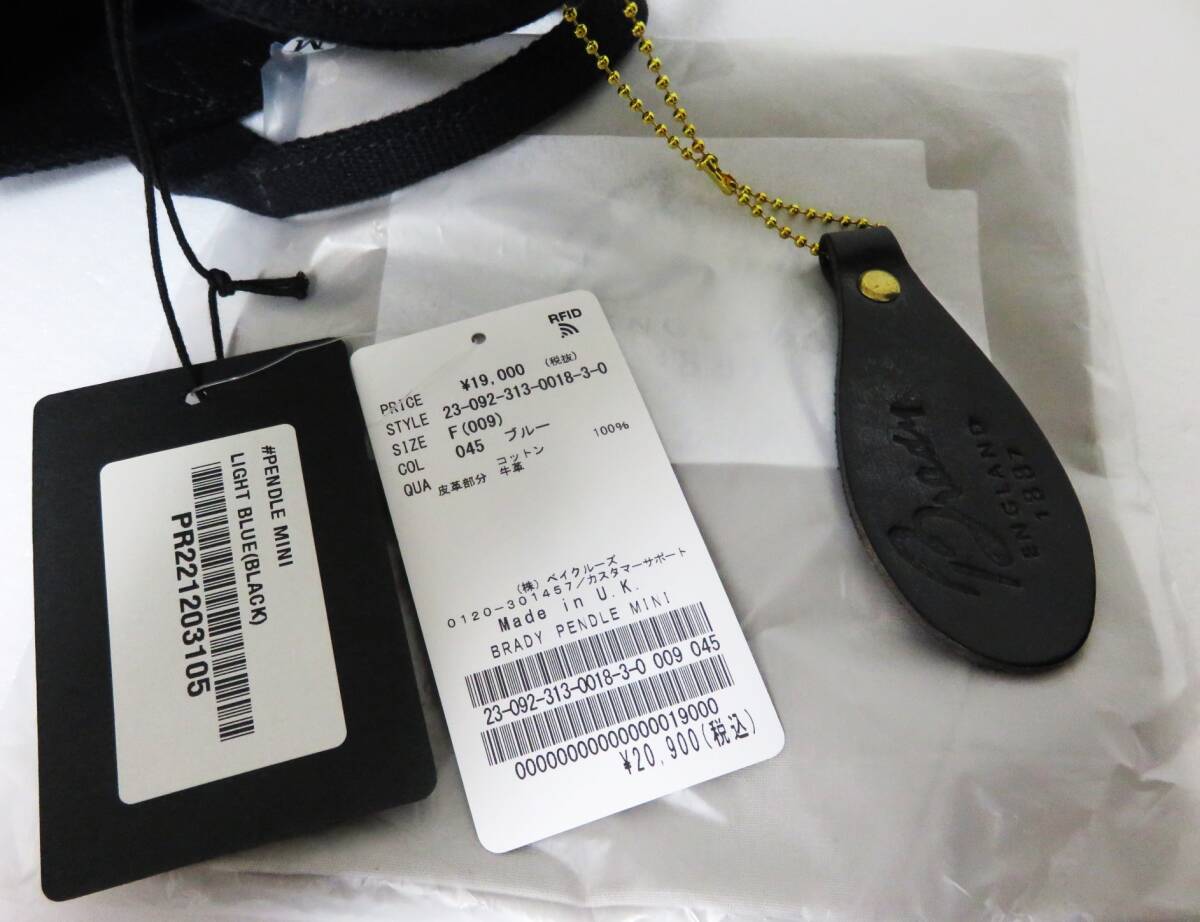 #PENDLE MINI
LIGHT BLUE(BLACK)
PR221203105
RFID
PRICE ¥19,000 (税抜)
STYLE 23-092-313-0018-3-0
SIZE F(009)
COL 045 ブルー
QUA コットン 100%
皮革部分 牛革
(株) ベイクルーズ
0120-301457/カスタマーサポート
Made in U.K.
BRADY PENDLE MINI
23-092-313-0018-3-0 009 045
00000000000000019000
¥20,900(税込)
Brady
ENGLAND
1887